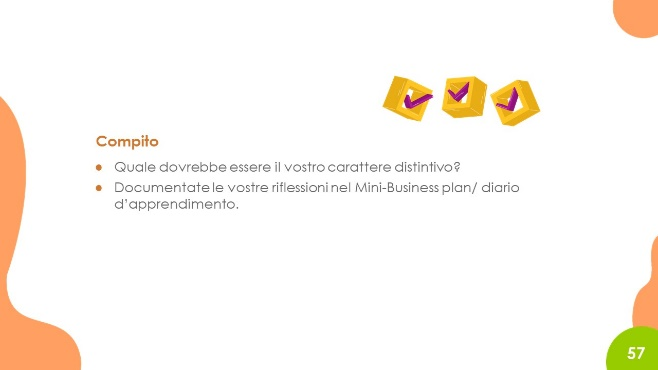 Compito
• Quale dovrebbe essere il vostro carattere distintivo?
• Documentate le vostre riflessioni nel Mini-Business plan/ diario
d'apprendimento.
57